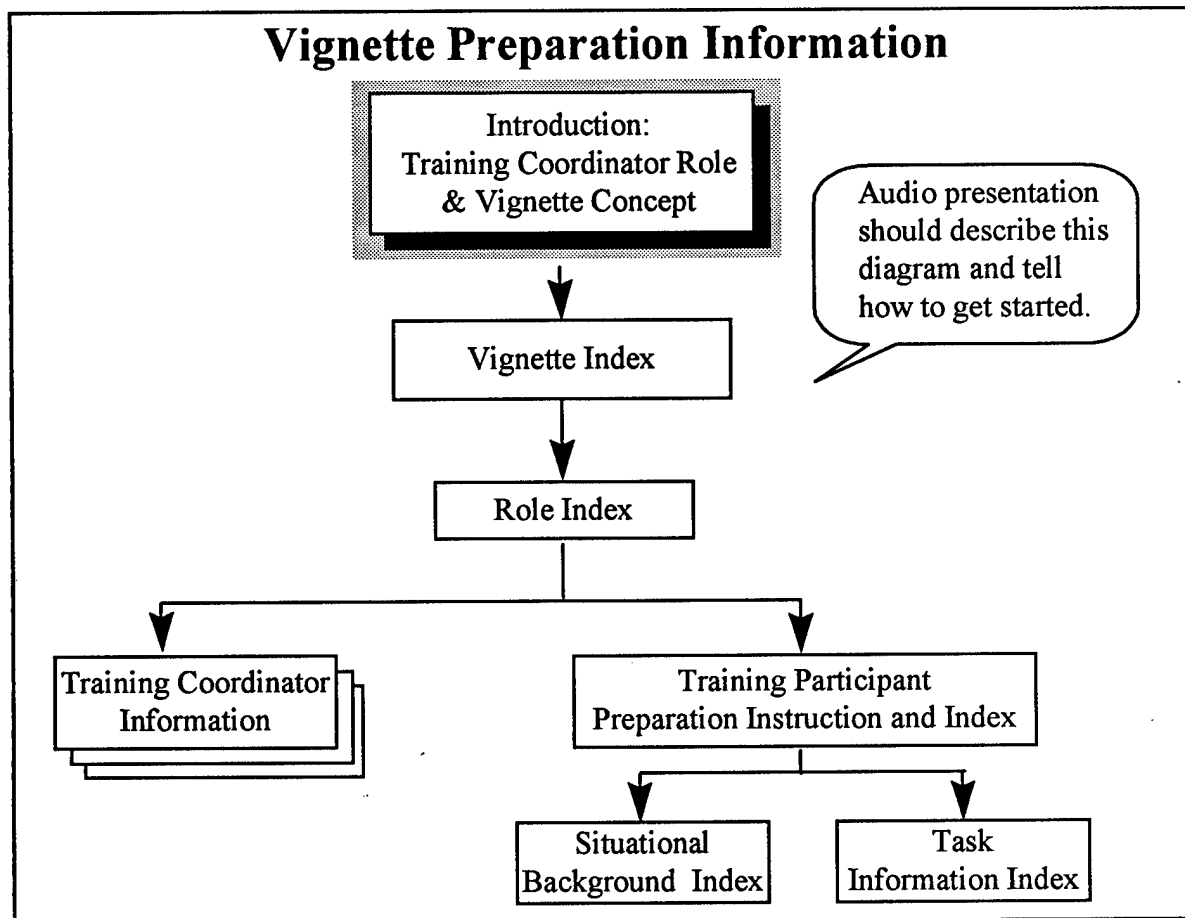 Vignette Preparation Information
Introduction:
Training Coordinator Role
& Vignette Concept
Audio presentation
should describe this
diagram and tell
how to get started.
Vignette Index
Role Index
Training Coordinator
Information
Training Participant
Preparation Instruction and Index
Situational
Background Index
Task
Information Index